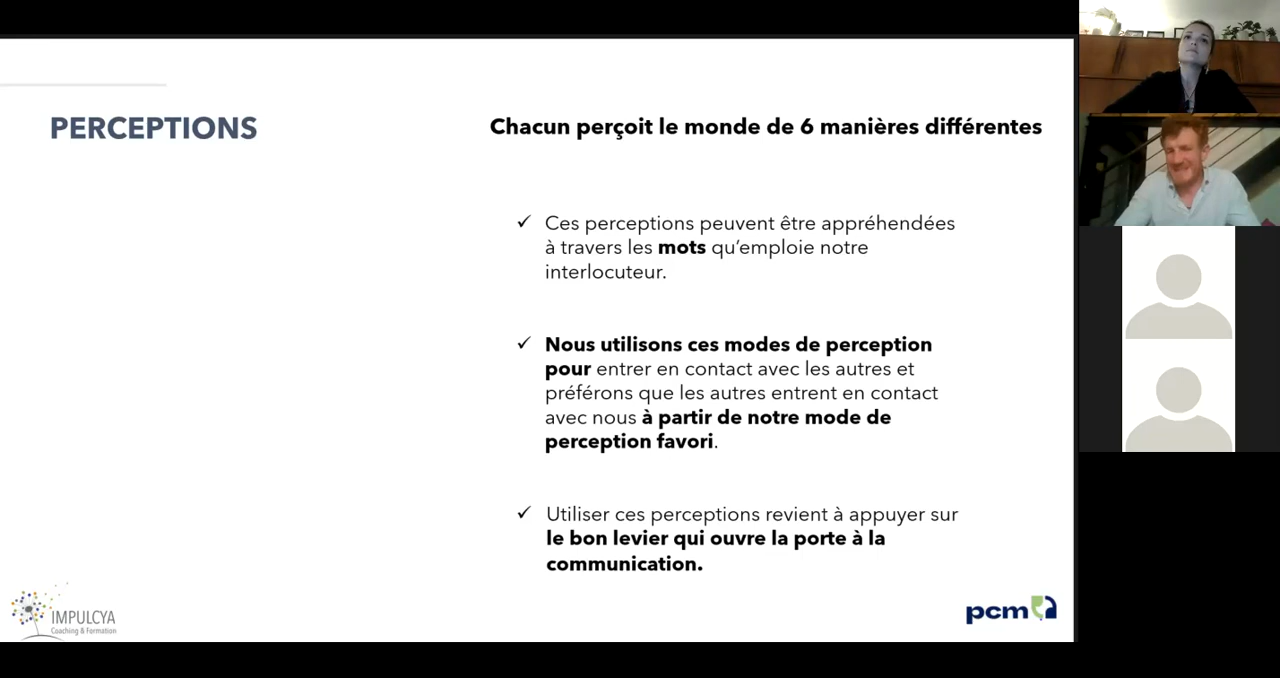 PERCEPTIONS
Chacun perçoit le monde de 6 manières différentes
✓ Ces perceptions peuvent être appréhendées
à travers les mots qu’emploie notre
interlocuteur.
✓ Nous utilisons ces modes de perception
pour entrer en contact avec les autres et
préférons que les autres entrent en contact
avec nous à partir de notre mode de
perception favori.
✓ Utiliser ces perceptions revient à appuyer sur
le bon levier qui ouvre la porte à la
communication.
IMPULCYA
Coaching & Formation
pcm